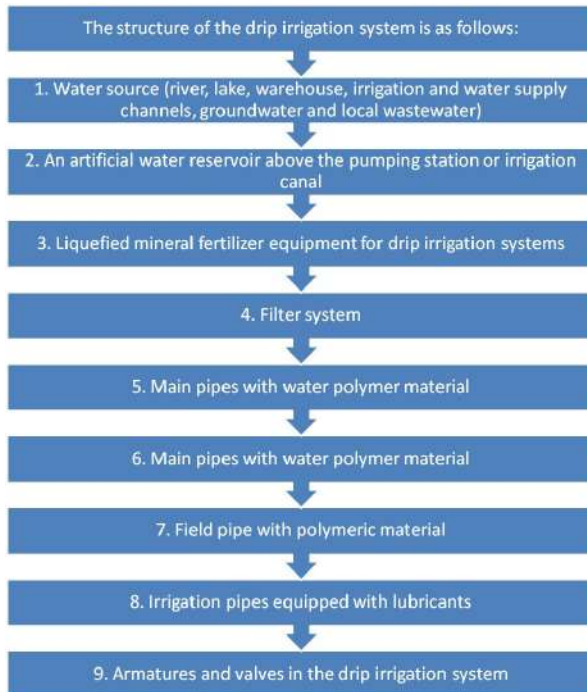 The structure of the drip irrigation system is as follows:
1. Water source (river, lake, warehouse, irrigation and water supply
channels, groundwater and local wastewater)
2. An artificial water reservoir above the pumping station or irrigation
canal
3. Liquefied mineral fertilizer equipment for drip irrigation systems
4. Filter system
5. Main pipes with water polymer material
6. Main pipes with water polymer material
7. Field pipe with polymeric material
8. Irrigation pipes equipped with lubricants
9. Armatures and valves in the drip irrigation system